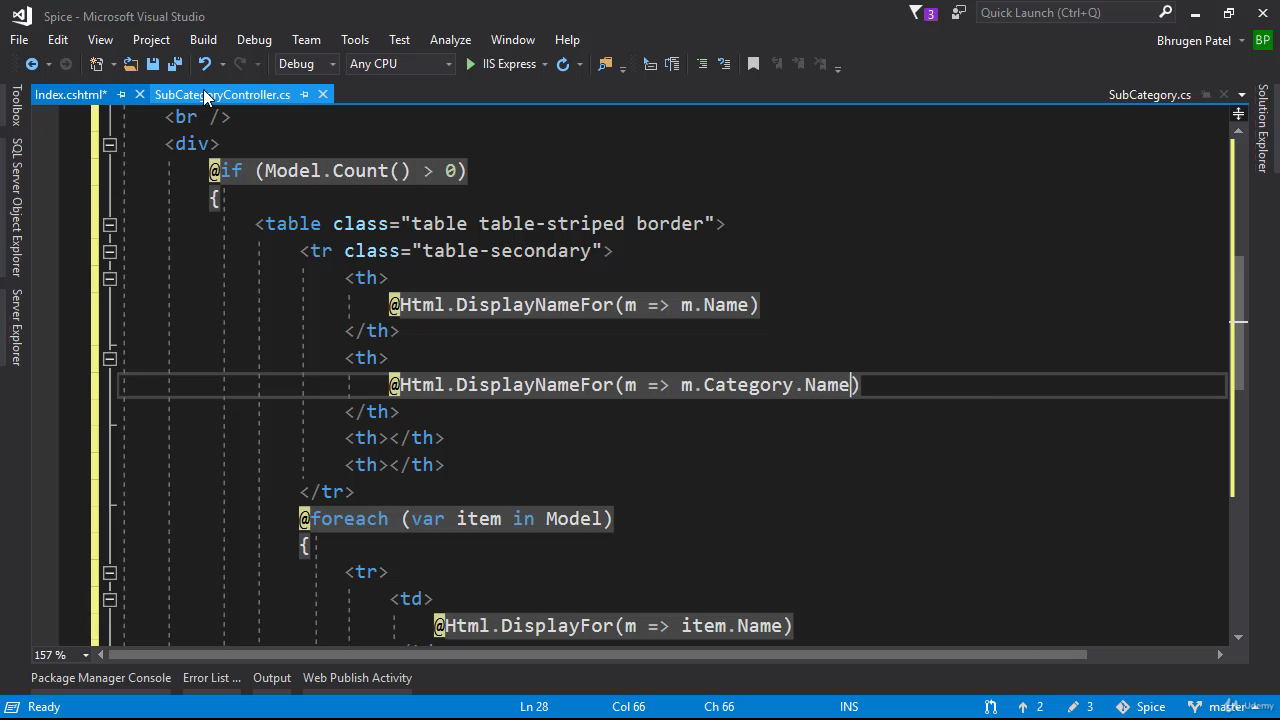 Spice - Microsoft Visual Studio
3
Quick Launch (Ctrl+Q)
File Edit View Project Build Debug Team Tools Test Analyze Window Help
Bhrugen Patel
BP
Debug
Any CPU
IIS Express
Index.cshtml*
SubCategoryController.cs
SubCategory.cs
Toolbox
SQL Server Object Explorer
Server Explorer
Solution Explorer
<br />
<div>
@if (Model.Count() > 0)
{
<table class="table table-striped border">
<tr class="table-secondary">
<th>
@Html.DisplayNameFor(m => m.Name)
</th>
<th>
@Html.DisplayNameFor(m => m.Category.Name)
</th>
<th></th>
<th></th>
</tr>
@foreach (var item in Model)
{
<tr>
<td>
@Html.DisplayFor(m => item.Name)
157 %
Package Manager Console
Error List ...
Output
Web Publish Activity
Ready
Ln 28
Col 66
Ch 66
INS
2
3
Spice
master
Udemy